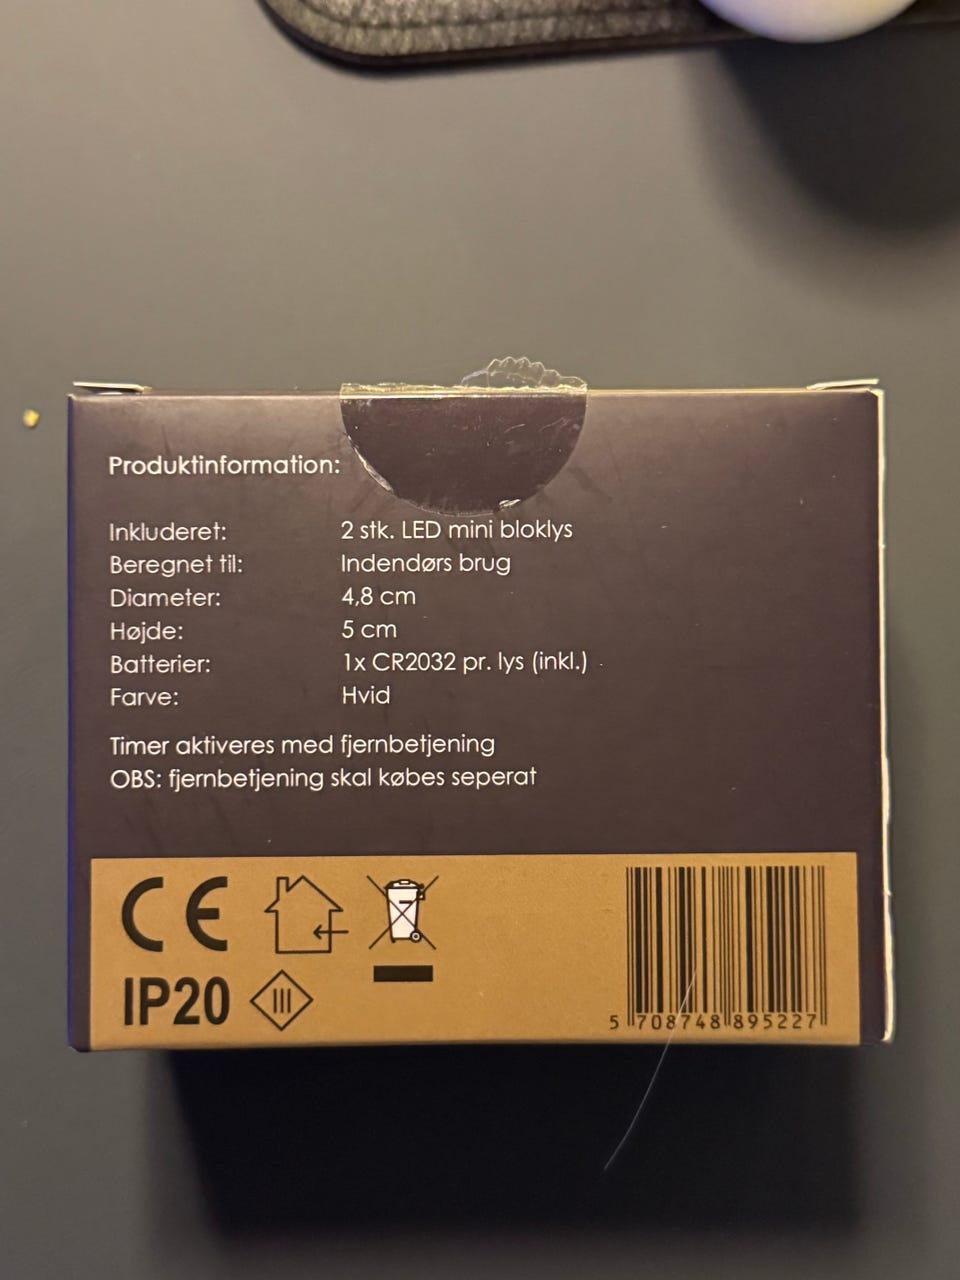 Produktinformation:
Inkluderet: 2 stk. LED mini bloklys
Beregnet til: Indendørs brug
Diameter: 4,8 cm
Højde: 5 cm
Batterier: 1x CR2032 pr. lys (inkl.)
Farve: Hvid
Timer aktiveres med fjernbetjening
OBS: fjernbetjening skal købes seperat
CE
IP20 III
5 708748 895227